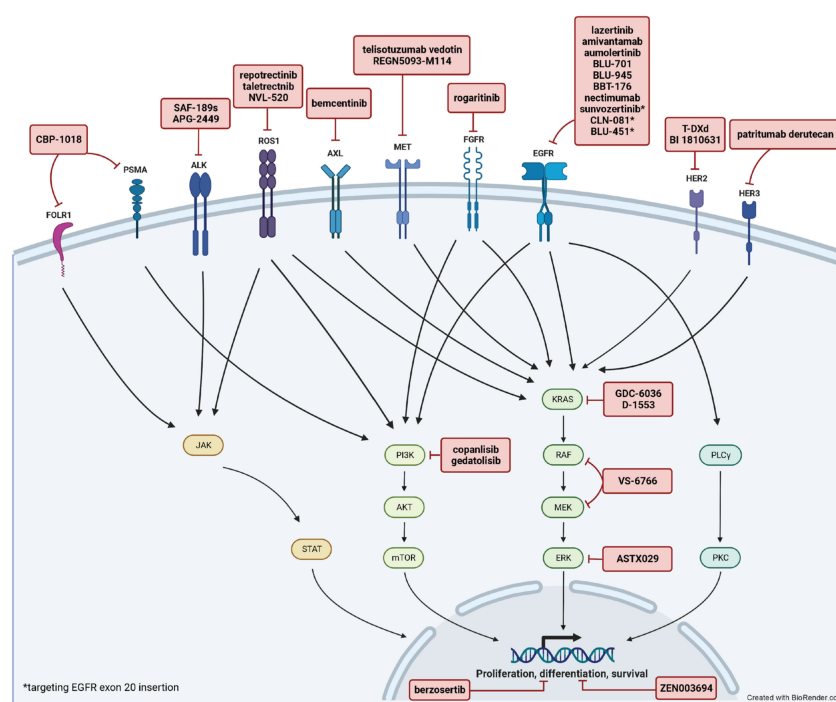 lazertinib
amivantamab
aumolertinib
BLU-701
BLU-945
BBT-176
nectimumab
sunvozertinib*
CLN-081*
BLU-451*
telisotuzumab vedotin
REGN5093-M114
repotrectinib
taletrectnib
NVL-520
bemcentinib
rogaritinib
SAF-189s
APG-2449
CBP-1018
T-DXd
BI 1810631
patritumab derutecan
FOLR1
PSMA
ALK
ROS1
AXL
MET
FGFR
EGFR
HER2
HER3
KRAS
GDC-6036
D-1553
JAK
PI3K
copanlisib
gedatolisib
RAF
PLCγ
VS-6766
AKT
MEK
STAT
mTOR
ERK
ASTX029
PKC
Proliferation, differentiation, survival
berzosertib
ZEN003694
*targeting EGFR exon 20 insertion
Created with BioRender.co